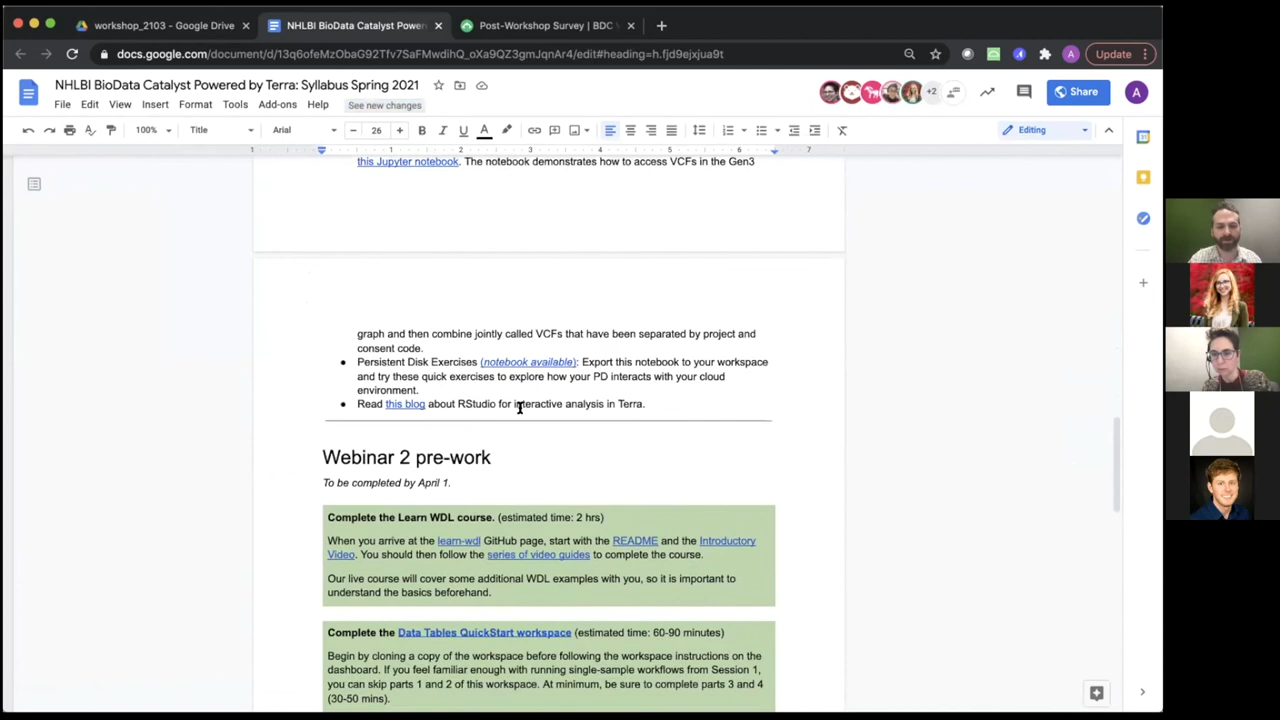 workshop_2103 - Google Drive
NHLBI BioData Catalyst Power
Post-Workshop Survey | BDC
docs.google.com/document/d/13q6ofeMzObaG92Tfv7SaFMwdihQ_oXa9QZ3gmJqnAr4/edit#heading=h.fjd9ejxjua9t
A
Update
NHLBI BioData Catalyst Powered by Terra: Syllabus Spring 2021
File Edit View Insert Format Tools Add-ons Help See new changes
+2
Share
A
100% Title Arial 26 B I U A
Editing
1 1 2 3 4 5 6 7
this Jupyter notebook. The notebook demonstrates how to access VCFs in the Gen3
graph and then combine jointly called VCFs that have been separated by project and
consent code.
● Persistent Disk Exercises (notebook available): Export this notebook to your workspace
and try these quick exercises to explore how your PD interacts with your cloud
environment.
● Read this blog about RStudio for interactive analysis in Terra.
Webinar 2 pre-work
To be completed by April 1.
Complete the Learn WDL course. (estimated time: 2 hrs)
When you arrive at the learn-wdl GitHub page, start with the README and the Introductory
Video. You should then follow the series of video guides to complete the course.
Our live course will cover some additional WDL examples with you, so it is important to
understand the basics beforehand.
Complete the Data Tables QuickStart workspace (estimated time: 60-90 minutes)
Begin by cloning a copy of the workspace before following the workspace instructions on the
dashboard. If you feel familiar enough with running single-sample workflows from Session 1,
you can skip parts 1 and 2 of this workspace. At minimum, be sure to complete parts 3 and 4
(30-50 mins).